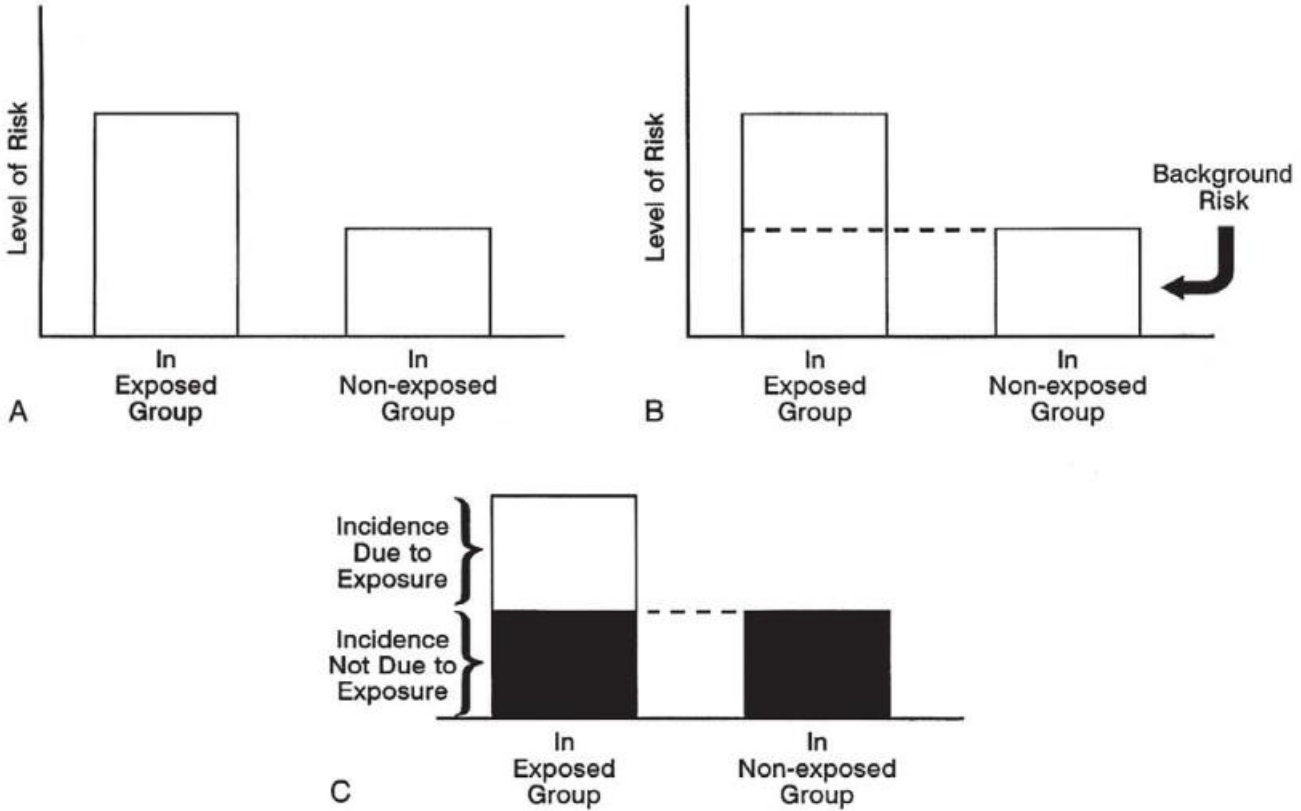 Level of Risk
In
Exposed
Group
In
Non-exposed
Group
A
Level of Risk
Background
Risk
In
Exposed
Group
In
Non-exposed
Group
B
Incidence
Due to
Exposure
Incidence
Not Due to
Exposure
In
Exposed
Group
In
Non-exposed
Group
C